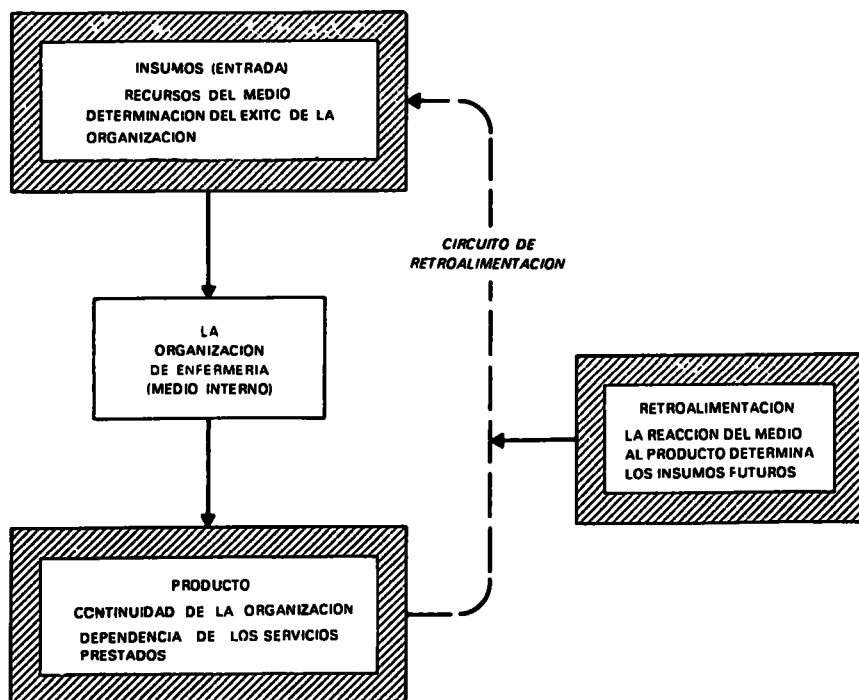 INSUMOS (ENTRADA)
RECURSOS DEL MEDIO
DETERMINACION DEL EXITC DE LA
ORGANIZACION
CIRCUITO DE
RETROALIMENTACION
LA
ORGANIZACION
DE ENFERMERIA
(MEDIO INTERNO)
RETROALIMENTACION
LA REACCION DEL MEDIO
AL PRODUCTO DETERMINA
LOS INSUMOS FUTUROS
PRODUCTO
CONTINUIDAD DE LA ORGANIZACION
DEPENDENCIA DE LOS SERVICIOS
PRESTADOS